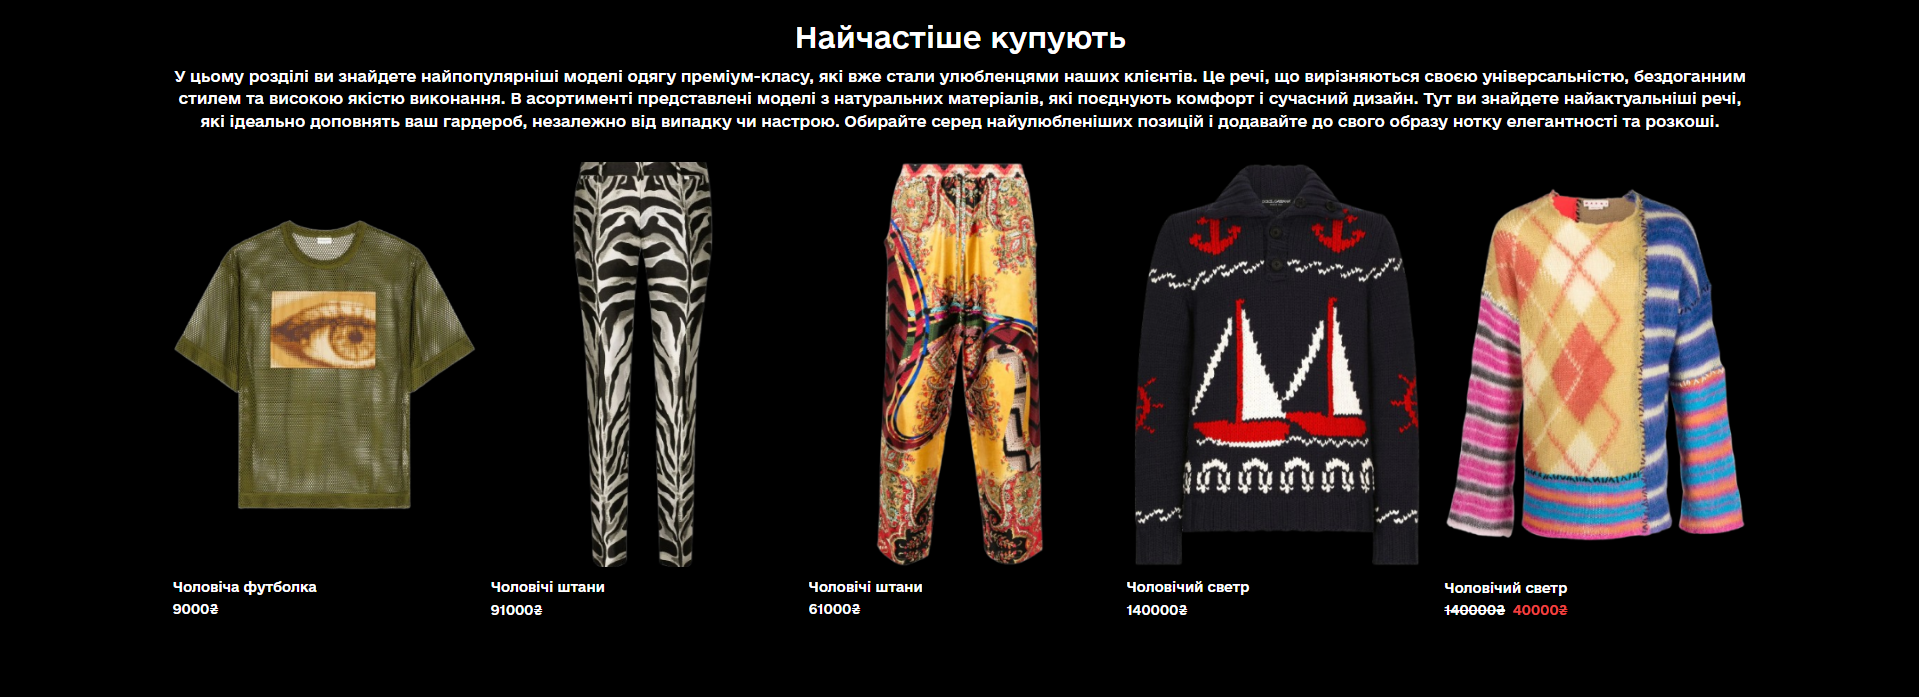 Найчастіше купують
У цьому розділі ви знайдете найпопулярніші моделі одягу преміум-класу, які вже стали улюбленцями наших клієнтів. Це речі, що вирізняються своєю універсальністю, бездоганним
стилем та високою якістю виконання. В асортименті представлені моделі з натуральних матеріалів, які поєднують комфорт і сучасний дизайн. Тут ви знайдете найактуальніші речі,
які ідеально доповнять ваш гардероб, незалежно від випадку чи настрою. Обирайте серед найулюбленіших позицій і додавайте до свого образу нотку елегантності та розкоші.
Чоловіча футболка
9000₴
Чоловічі штани
91000₴
Чоловічі штани
61000₴
Чоловічий светр
140000₴
Чоловічий светр
140000₴ 40000₴